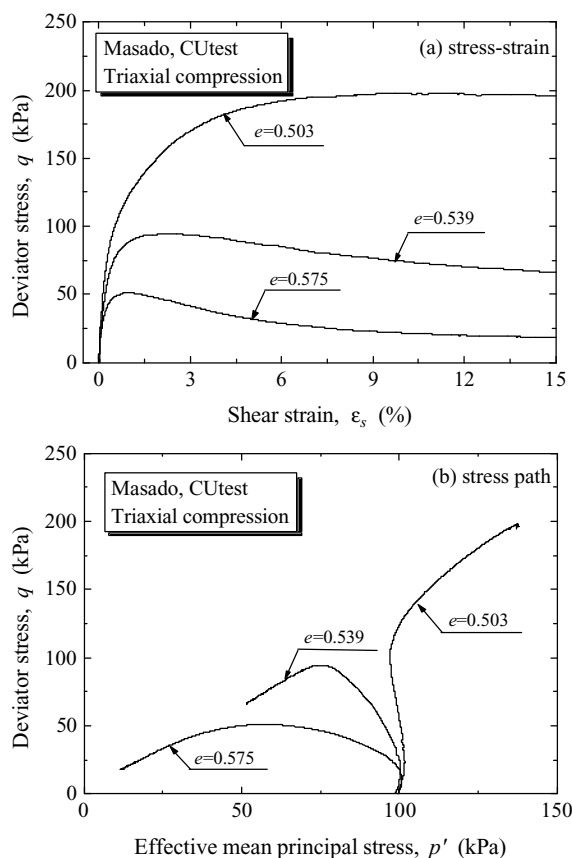 Masado, CUtest
Triaxial compression
(a) stress-strain
e=0.503
e=0.539
e=0.575
250
200
150
100
50
0
Deviator stress, q (kPa)
0 3 6 9 12 15
Shear strain, εs (%)
Masado, CUtest
Triaxial compression
(b) stress path
e=0.503
e=0.539
e=0.575
250
200
150
100
50
0
Deviator stress, q (kPa)
0 50 100 150
Effective mean principal stress, p' (kPa)